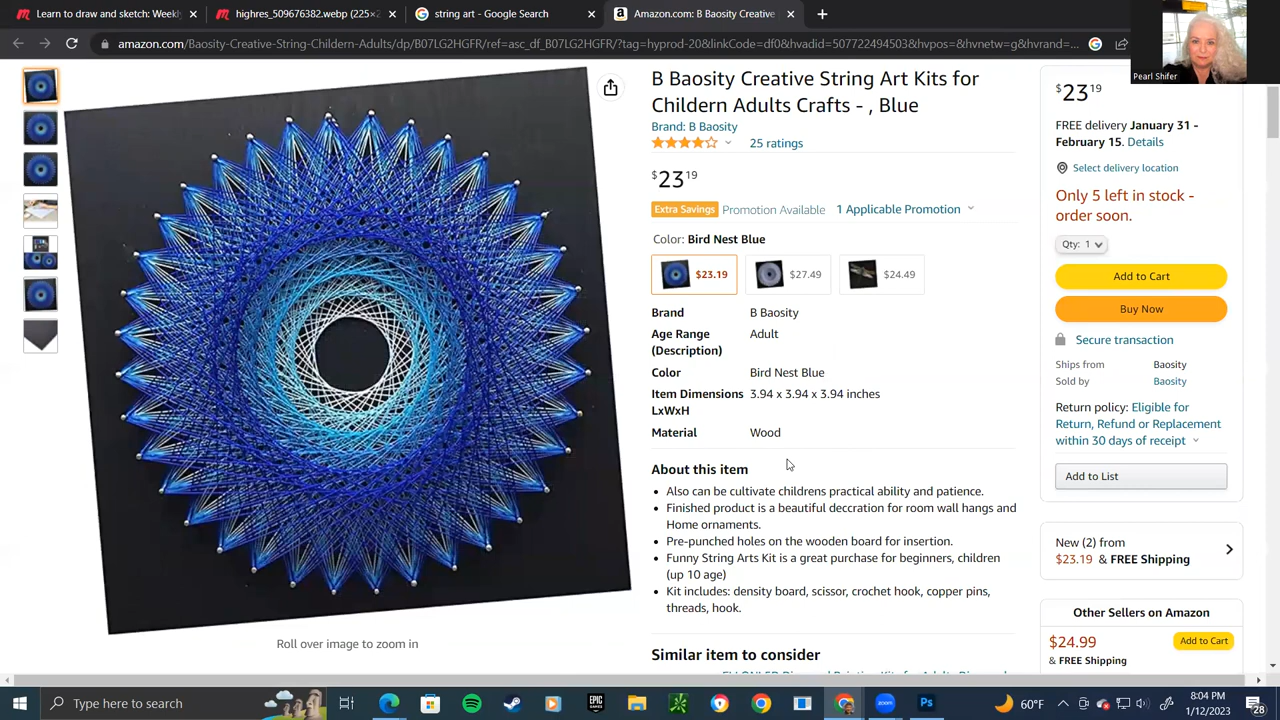 Learn to draw and sketch: Weekly
highres_509676382.webp (225×2
string art - Google Search
Amazon.com: B Baosity Creative
amazon.com/Baosity-Creative-String-Childern-Adults/dp/B07LG2HGFR/ref=asc_df_B07LG2HGFR/?tag=hyprod-20&linkCode=df0&hvadid=507722494503&hvpos=&hvnetw=g&hvrand=...
Pearl Shifer
B Baosity Creative String Art Kits for
Childern Adults Crafts - , Blue
Brand: B Baosity
25 ratings
$23 19
Extra Savings Promotion Available 1 Applicable Promotion
Color: Bird Nest Blue
$23.19 $27.49 $24.49
Brand B Baosity
Age Range Adult
(Description)
Color Bird Nest Blue
Item Dimensions 3.94 x 3.94 x 3.94 inches
LxWxH
Material Wood
About this item
• Also can be cultivate childrens practical ability and patience.
• Finished product is a beautiful deccration for room wall hangs and
Home ornaments.
• Pre-punched holes on the wooden board for insertion.
• Funny String Arts Kit is a great purchase for beginners, children
(up 10 age)
• Kit includes: density board, scissor, crochet hook, copper pins,
threads, hook.
Roll over image to zoom in
Similar item to consider
$23 19
FREE delivery January 31 -
February 15. Details
Select delivery location
Only 5 left in stock -
order soon.
Qty: 1
Add to Cart
Buy Now
Secure transaction
Ships from Baosity
Sold by Baosity
Return policy: Eligible for
Return, Refund or Replacement
within 30 days of receipt
Add to List
New (2) from
$23.19 & FREE Shipping
Other Sellers on Amazon
$24.99 Add to Cart
& FREE Shipping
Type here to search
EPIC
GAMES
zoom
Ps
60°F
8:04 PM
1/12/2023
28